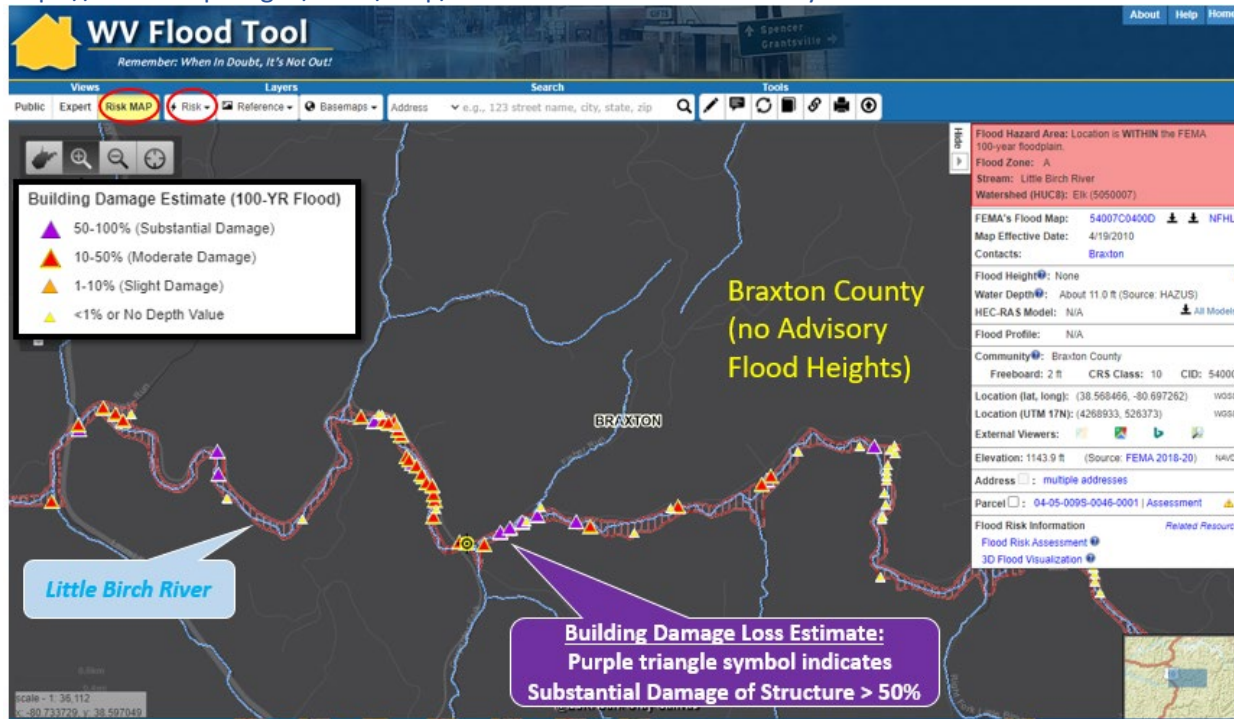 WV Flood Tool
Remember: When In Doubt, It's Not Out!
GIFTS
Spencer
Grantsville
About Help Home
Views Layers Search Tools
Public Expert Risk MAP Risk Reference Basemaps Address e.g., 123 street name, city, state, zip
Building Damage Estimate (100-YR Flood)
50-100% (Substantial Damage)
10-50% (Moderate Damage)
1-10% (Slight Damage)
<1% or No Depth Value
Braxton County
(no Advisory
Flood Heights)
BRAXTON
Little Birch River
Building Damage Loss Estimate:
Purple triangle symbol indicates
Substantial Damage of Structure > 50%
scale - 1: 36,112
x: -80.733729, y: 38.597049
Hide
Flood Hazard Area: Location is WITHIN the FEMA
100-year floodplain.
Flood Zone: A
Stream: Little Birch River
Watershed (HUC8): Elk (5050007)
FEMA's Flood Map: 54007C0400D NFHL
Map Effective Date: 4/19/2010
Contacts: Braxton
Flood Height: None
Water Depth: About 11.0 ft (Source: HAZUS)
HEC-RAS Model: N/A All Models
Flood Profile: N/A
Community: Braxton County
Freeboard: 2 ft CRS Class: 10 CID: 54000
Location (lat, long): (38.568466, -80.697262)
Location (UTM 17N): (4268933, 526373)
External Viewers:
Elevation: 1143.9 ft (Source: FEMA 2018-20)
Address : multiple addresses
Parcel : 04-05-009S-0046-0001 | Assessment
Flood Risk Information
Flood Risk Assessment
3D Flood Visualization